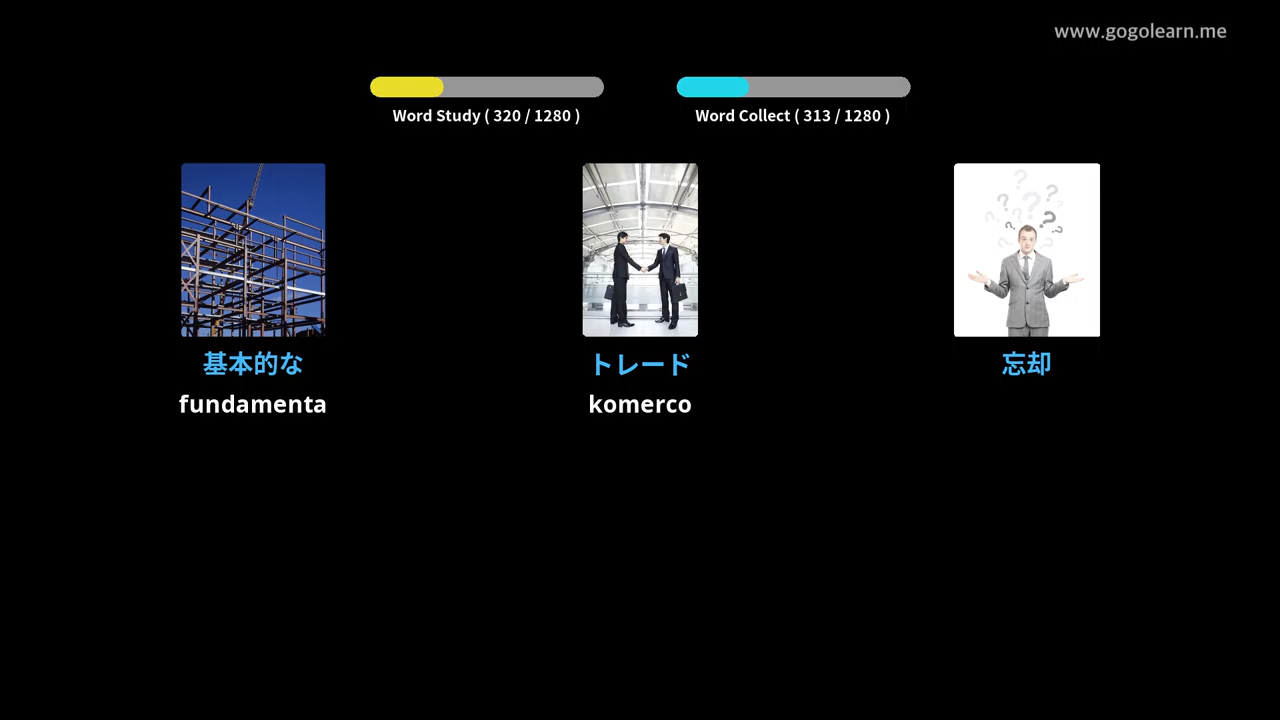 www.gogolearn.me
Word Study ( 320 / 1280 )
Word Collect ( 313 / 1280 )
基本的な
トレード
忘却
fundamenta
komerco